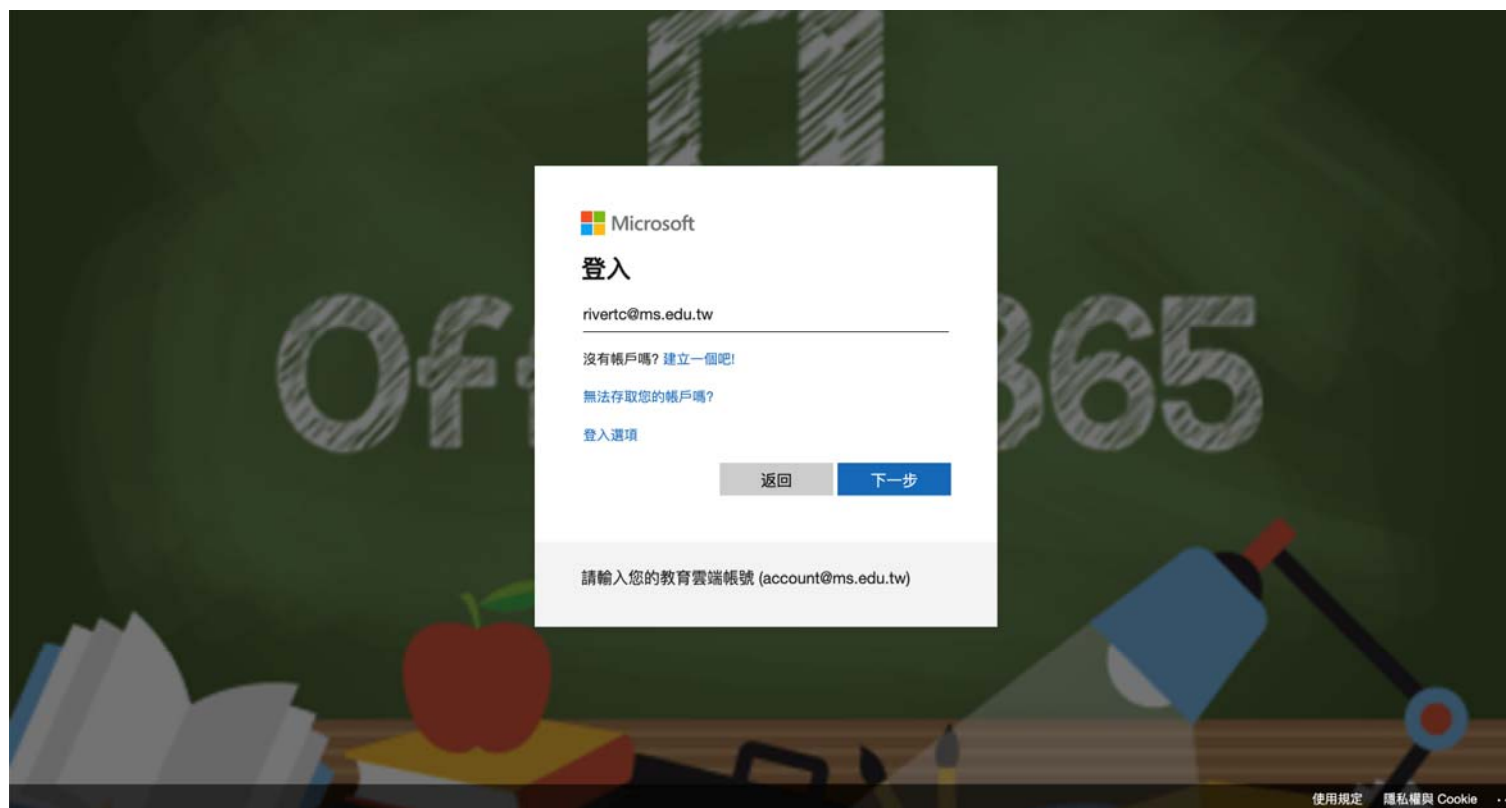 Microsoft
登入
rivertc@ms.edu.tw
沒有帳戶嗎? 建立一個吧!
無法存取您的帳戶嗎?
登入選項
返回 下一步
請輸入您的教育雲端帳號 (account@ms.edu.tw)
Off 365
使用規定 隱私權與 Cookie